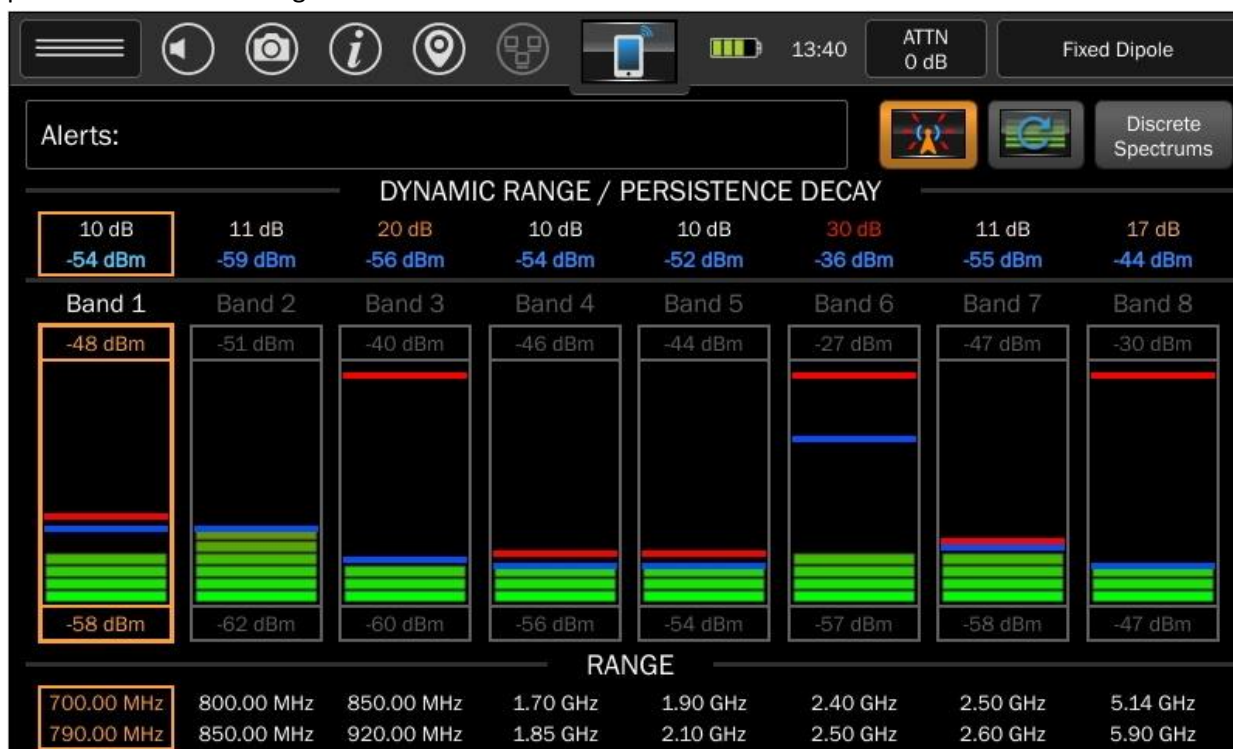 13:40
ATTN
0 dB
Fixed Dipole
Alerts:
Discrete
Spectrums
DYNAMIC RANGE / PERSISTENCE DECAY
10 dB 11 dB 20 dB 10 dB 10 dB 30 dB 11 dB 17 dB
-54 dBm -59 dBm -56 dBm -54 dBm -52 dBm -36 dBm -55 dBm -44 dBm
Band 1 Band 2 Band 3 Band 4 Band 5 Band 6 Band 7 Band 8
-48 dBm -51 dBm -40 dBm -46 dBm -44 dBm -27 dBm -47 dBm -30 dBm
-58 dBm -62 dBm -60 dBm -56 dBm -54 dBm -57 dBm -58 dBm -47 dBm
RANGE
700.00 MHz 800.00 MHz 850.00 MHz 1.70 GHz 1.90 GHz 2.40 GHz 2.50 GHz 5.14 GHz
790.00 MHz 850.00 MHz 920.00 MHz 1.85 GHz 2.10 GHz 2.50 GHz 2.60 GHz 5.90 GHz